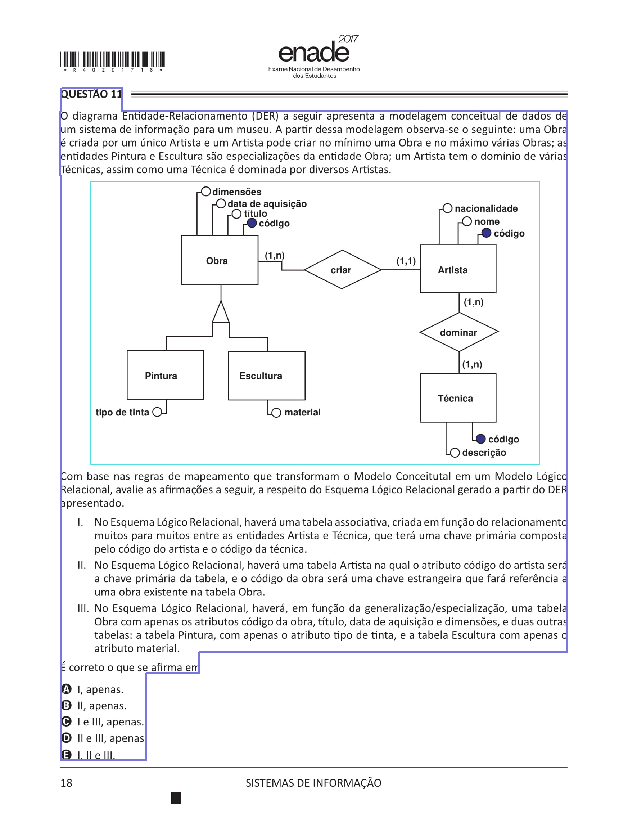 2017
enade
Exame Nacional de Desempenho
dos Estudantes
*R4020171718*
QUESTÃO 11
O diagrama Entidade-Relacionamento (DER) a seguir apresenta a modelagem conceitual de dados de
um sistema de informação para um museu. A partir dessa modelagem observa-se o seguinte: uma Obra
é criada por um único Artista e um Artista pode criar no mínimo uma Obra e no máximo várias Obras; as
entidades Pintura e Escultura são especializações da entidade Obra; um Artista tem o domínio de várias
Técnicas, assim como uma Técnica é dominada por diversos Artistas.
dimensões
data de aquisição
título
código
Obra
(1,n)
criar
(1,1)
nacionalidade
nome
código
Artista
(1,n)
dominar
(1,n)
Pintura
Escultura
Técnica
tipo de tinta
material
código
descrição
Com base nas regras de mapeamento que transformam o Modelo Conceitutal em um Modelo Lógico
Relacional, avalie as afirmações a seguir, a respeito do Esquema Lógico Relacional gerado a partir do DER
apresentado.
I. No Esquema Lógico Relacional, haverá uma tabela associativa, criada em função do relacionamento
muitos para muitos entre as entidades Artista e Técnica, que terá uma chave primária composta
pelo código do artista e o código da técnica.
II. No Esquema Lógico Relacional, haverá uma tabela Artista na qual o atributo código do artista será
a chave primária da tabela, e o código da obra será uma chave estrangeira que fará referência a
uma obra existente na tabela Obra.
III. No Esquema Lógico Relacional, haverá, em função da generalização/especialização, uma tabela
Obra com apenas os atributos código da obra, título, data de aquisição e dimensões, e duas outras
tabelas: a tabela Pintura, com apenas o atributo tipo de tinta, e a tabela Escultura com apenas o
atributo material.
É correto o que se afirma em
A I, apenas.
B II, apenas.
C I e III, apenas.
D II e III, apenas
E I, II e III.
18 SISTEMAS DE INFORMAÇÃO